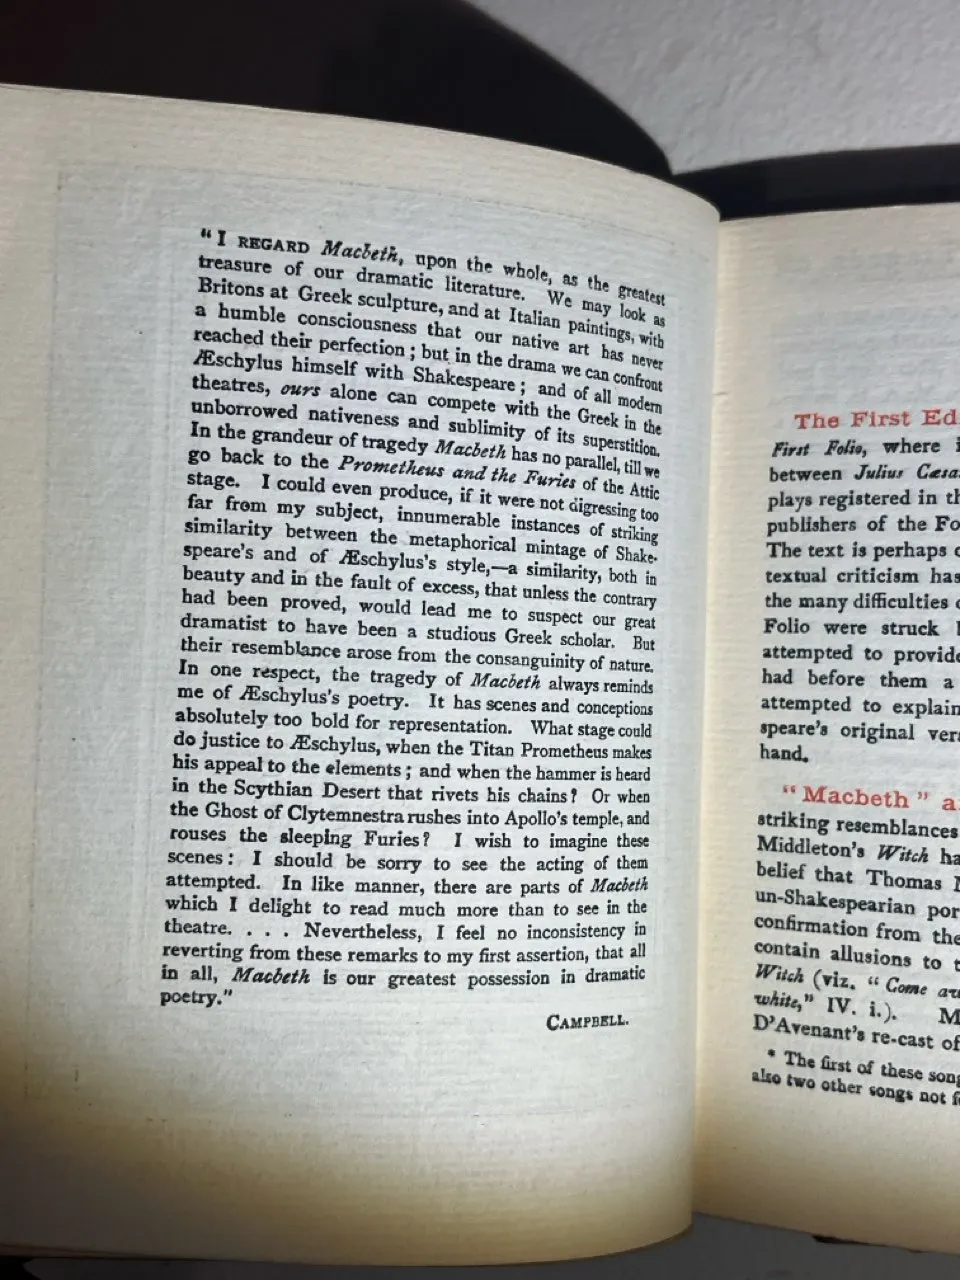 "I REGARD Macbeth, upon the whole, as the greatest
treasure of our dramatic literature. We may look as
Britons at Greek sculpture, and at Italian paintings, with
a humble consciousness that our native art has never
reached their perfection; but in the drama we can confront
Æschylus himself with Shakespeare; and of all modern
theatres, ours alone can compete with the Greek in the
unborrowed nativeness and sublimity of its superstition.
In the grandeur of tragedy Macbeth has no parallel, till we
go back to the Prometheus and the Furies of the Attic
stage. I could even produce, if it were not digressing too
far from my subject, innumerable instances of striking
similarity between the metaphorical mintage of Shake-
speare's and of Æschylus's style,—a similarity, both in
beauty and in the fault of excess, that unless the contrary
had been proved, would lead me to suspect our great
dramatist to have been a studious Greek scholar. But
their resemblance arose from the consanguinity of nature.
In one respect, the tragedy of Macbeth always reminds
me of Æschylus's poetry. It has scenes and conceptions
absolutely too bold for representation. What stage could
do justice to Æschylus, when the Titan Prometheus makes
his appeal to the elements; and when the hammer is heard
in the Scythian Desert that rivets his chains? Or when
the Ghost of Clytemnestra rushes into Apollo's temple, and
rouses the sleeping Furies? I wish to imagine these
scenes: I should be sorry to see the acting of them
attempted. In like manner, there are parts of Macbeth
which I delight to read much more than to see in the
theatre. . . . Nevertheless, I feel no inconsistency in
reverting from these remarks to my first assertion, that all
in all, Macbeth is our greatest possession in dramatic
poetry."
CAMPBELL.
The First Ed
First Folio, where i
between Julius Cæsa
plays registered in th
publishers of the Fo
The text is perhaps o
textual criticism has
the many difficulties o
Folio were struck
attempted to provide
had before them a
attempted to explain
speare's original vers
hand.
"Macbeth" a
striking resemblances
Middleton's Witch ha
belief that Thomas M
un-Shakespearian por
confirmation from the
contain allusions to t
Witch (viz. "Come aw
white," IV. i.). M
D'Avenant's re-cast of
* The first of these song
also two other songs not f